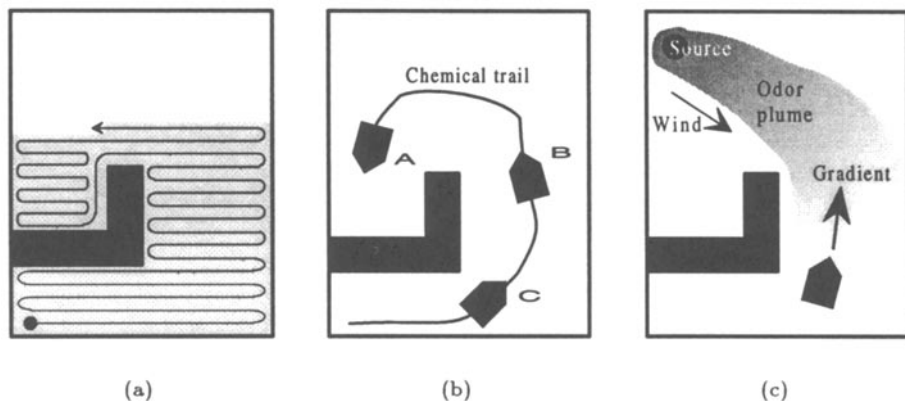 Chemical trail
A
B
C
Source
Odor
plume
Wind
Gradient
(a)
(b)
(c)